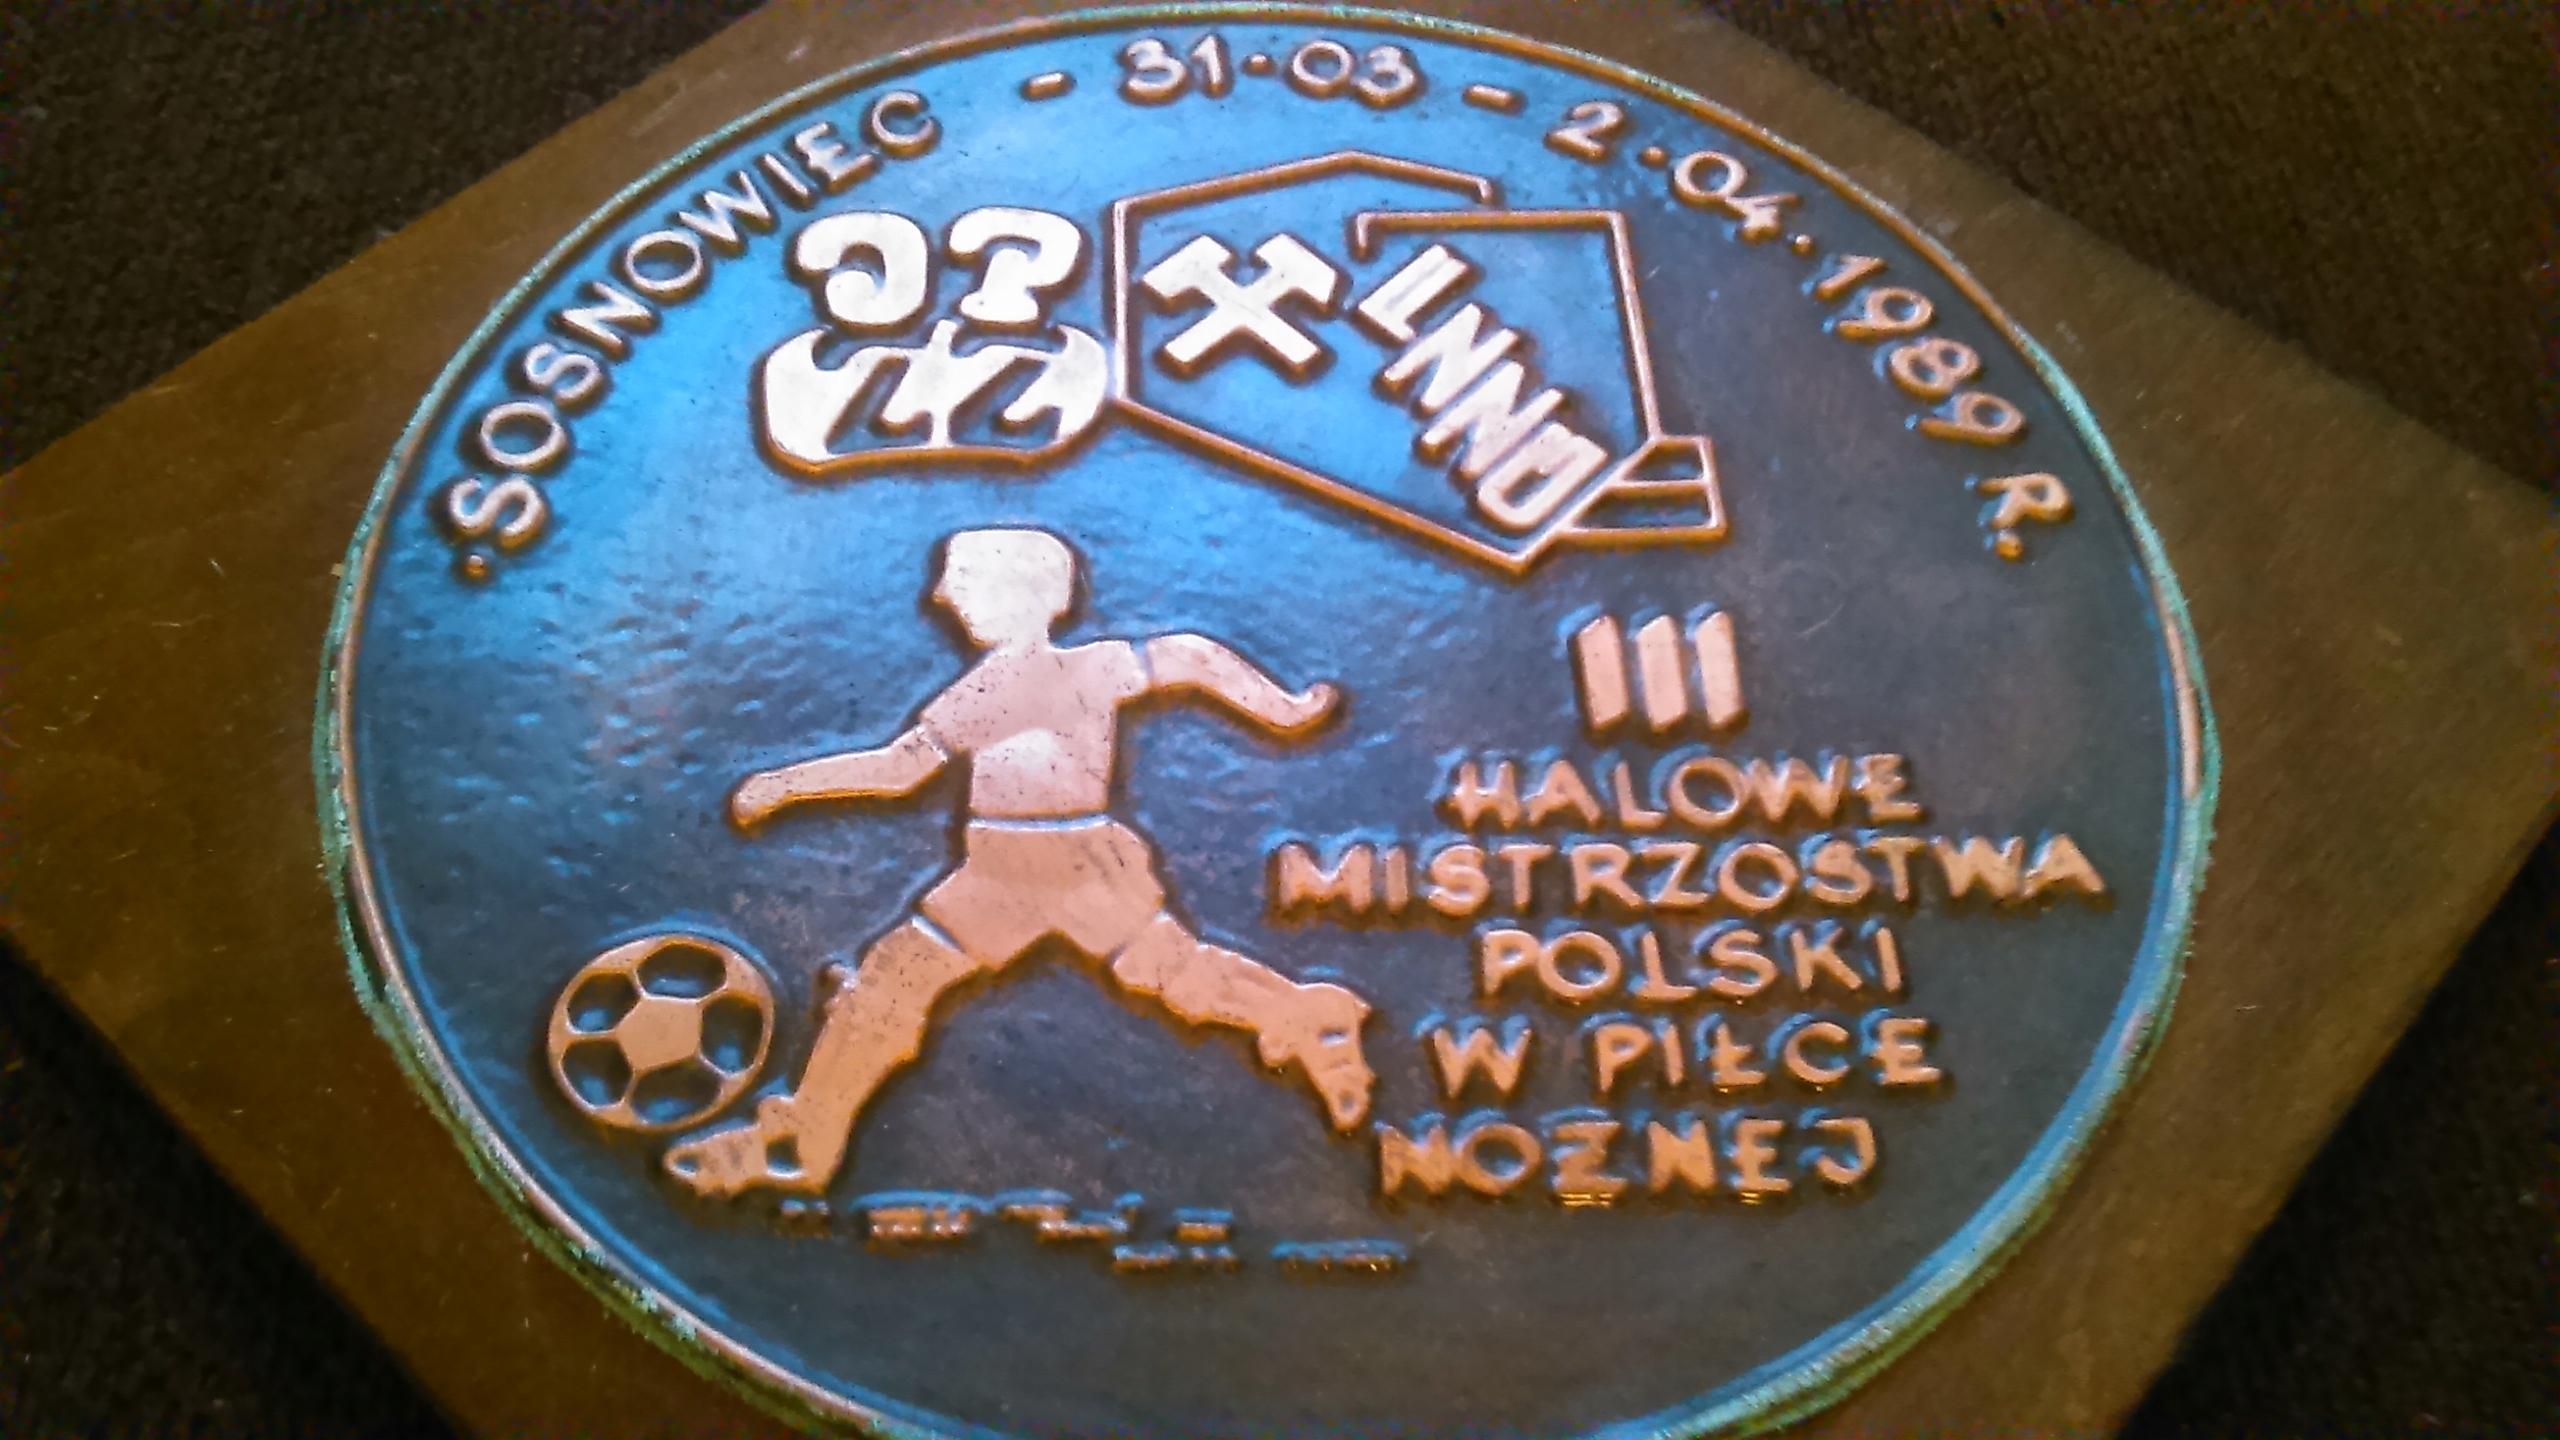 ·SOSNOWIEC - 31·03 - 2·04·1989 R.
III
HALOWE
MISTRZOSTWA
POLSKI
W PIŁCE
NOŻNEJ